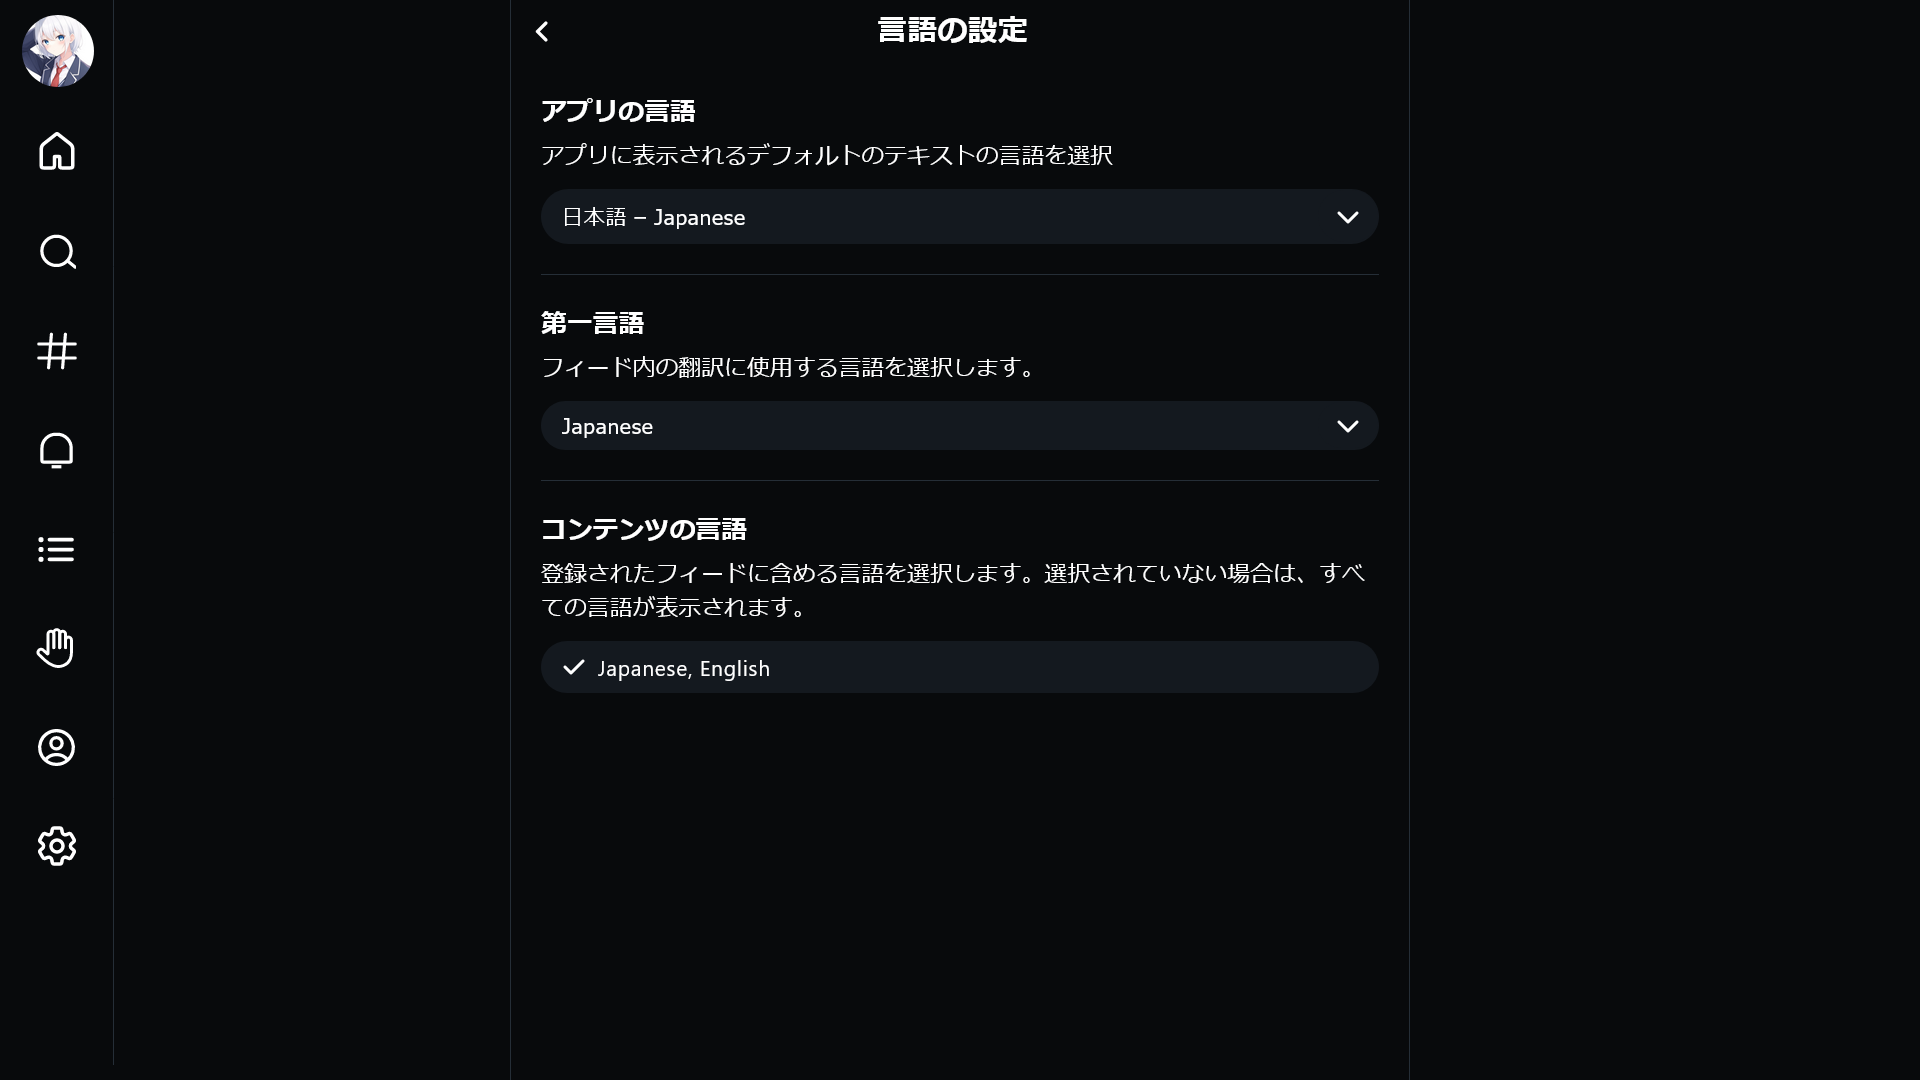 言語の設定
アプリの言語
アプリに表示されるデフォルトのテキストの言語を選択
日本語 – Japanese
第一言語
フィード内の翻訳に使用する言語を選択します。
Japanese
コンテンツの言語
登録されたフィードに含める言語を選択します。選択されていない場合は、すべ
ての言語が表示されます。
Japanese, English